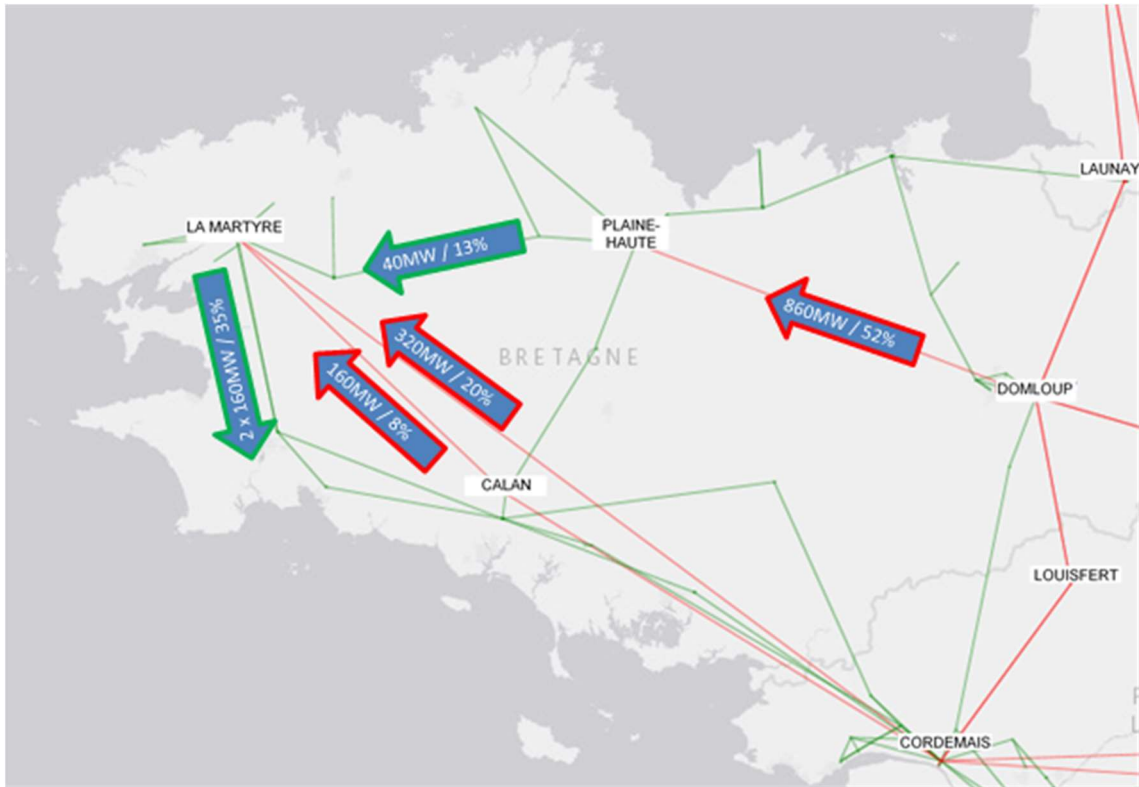 LAUNAY
LA MARTYRE
PLAINE-
HAUTE
40MW / 13%
2 x 160MW / 35%
320MW / 20%
860MW / 52%
BRETAGNE
160MW / 8%
DOMLOUP
CALAN
LOUISFERT
CORDEMAIS
P
L